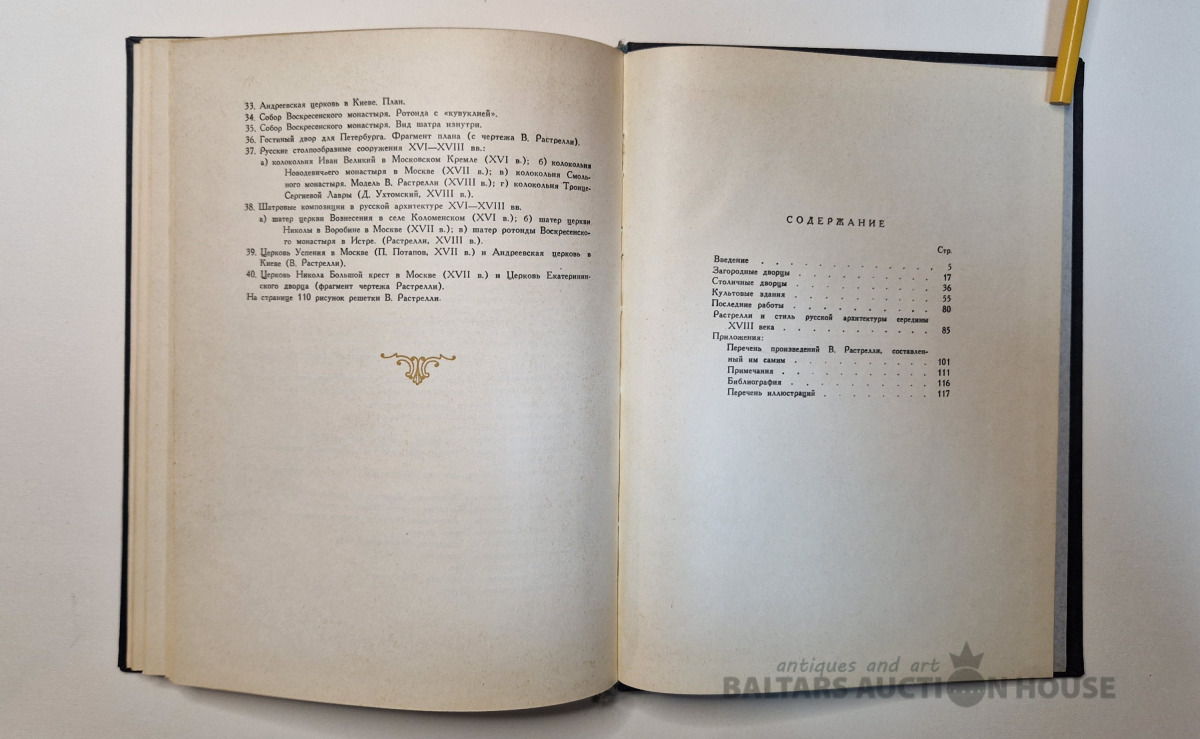 33. Андреевская церковь в Киеве. План.
34. Собор Воскресенского монастыря. Ротонда с «кувуклией».
35. Собор Воскресенского монастыря. Вид шатра изнутри.
36. Гостиный двор для Петербурга. Фрагмент плана (с чертежа В. Растрелли).
37. Русские столпообразные сооружения XVI—XVIII вв.:
а) колокольня Иван Великий в Московском Кремле (XVI в.); б) колокольня
Новодевичьего монастыря в Москве (XVII в.); в) колокольня Смоль-
ного монастыря. Модель В. Растрелли (XVIII в.); г) колокольня Троице-
Сергиевой Лавры (Д. Ухтомский, XVIII в.).
38. Шатровые композиции в русской архитектуре XVI—XVIII вв.
а) шатер церкви Вознесения в селе Коломенском (XVI в.); б) шатер церкви
Николы в Воробине в Москве (XVII в.); в) шатер ротонды Воскресенско-
го монастыря в Истре. (Растрелли, XVIII в.).
39. Церковь Успения в Москве (П. Потапов, XVII в.) и Андреевская церковь в
Киеве (В. Растрелли).
40. Церковь Никола Большой крест в Москве (XVII в.) и Церковь Екатеринин-
ского дворца (фрагмент чертежа Растрелли).
На странице 110 рисунок решетки В. Растрелли.
СОДЕРЖАНИЕ
Стр.
Введение . . . . . . . . . . . . 5
Загородные дворцы . . . . . . . . . . 17
Столичные дворцы . . . . . . . . . . 36
Культовые здания . . . . . . . . . . 55
Последние работы . . . . . . . . . . 80
Растрелли и стиль русской архитектуры середины
XVIII века . . . . . . . . . . . 85
Приложения:
Перечень произведений В. Растрелли, составлен-
ный им самим . . . . . . . . . . 101
Примечания . . . . . . . . . . . 111
Библиография . . . . . . . . . . 116
Перечень иллюстраций . . . . . . . . 117
antiques and art
BALTARS AUCTION HOUSE